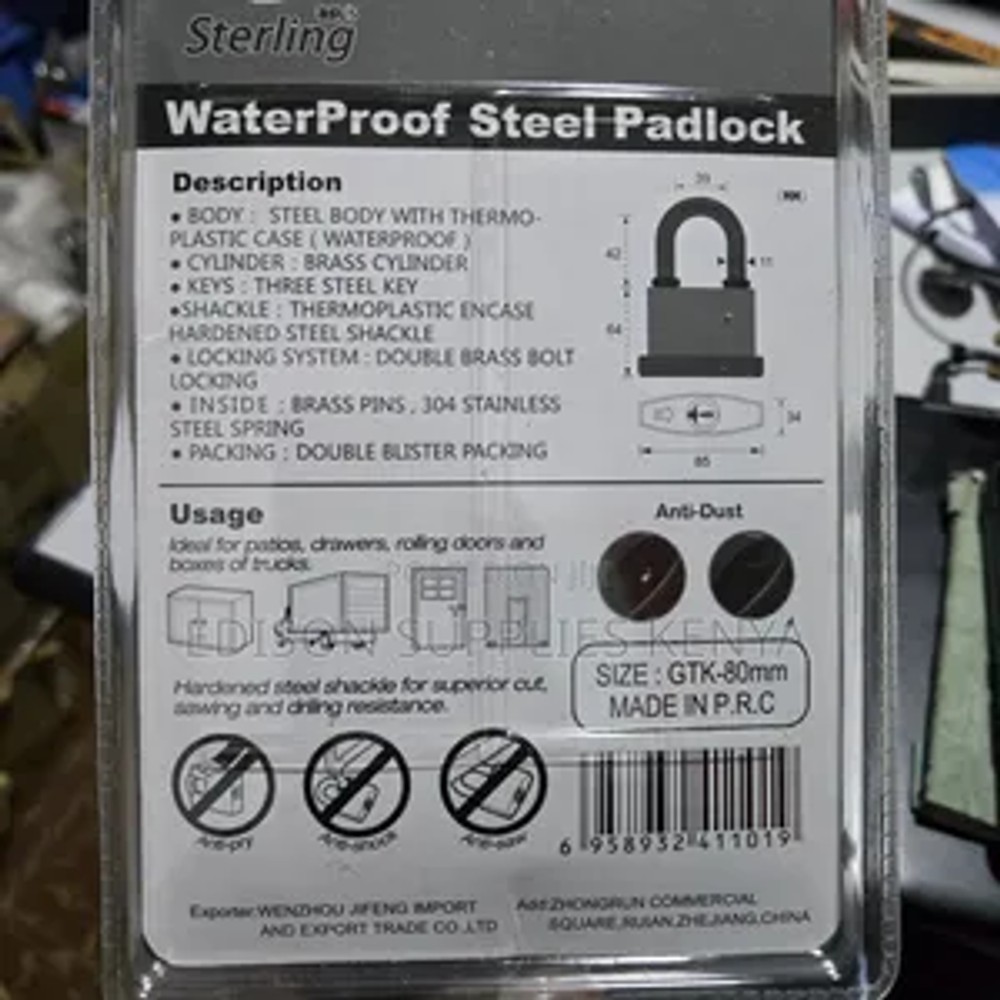 Sterling
WaterProof Steel Padlock
Description
• BODY : STEEL BODY WITH THERMO-
PLASTIC CASE ( WATERPROOF )
• CYLINDER : BRASS CYLINDER
• KEYS : THREE STEEL KEY
•SHACKLE : THERMOPLASTIC ENCASE
HARDENED STEEL SHACKLE
• LOCKING SYSTEM : DOUBLE BRASS BOLT
LOCKING
• INSIDE : BRASS PINS , 304 STAINLESS
STEEL SPRING
• PACKING : DOUBLE BLISTER PACKING
42
11
64
34
Usage
Ideal for patios, drawers, rolling doors and
boxes of trucks.
Anti-Dust
EDISON SUPPLIES KENYA
SIZE : GTK-80mm
MADE IN P.R.C
Hardened steel shackle for superior cut,
sawing and driling resistance.
Anti-pry
Anti-shock
Anti-saw
6 958932 411019
Exporter:WENZHOU JIFENG IMPORT
AND EXPORT TRADE CO.,LTD
Add:ZHONGRUN COMMERCIAL
SQUARE,RUIAN,ZHEJIANG,CHINA